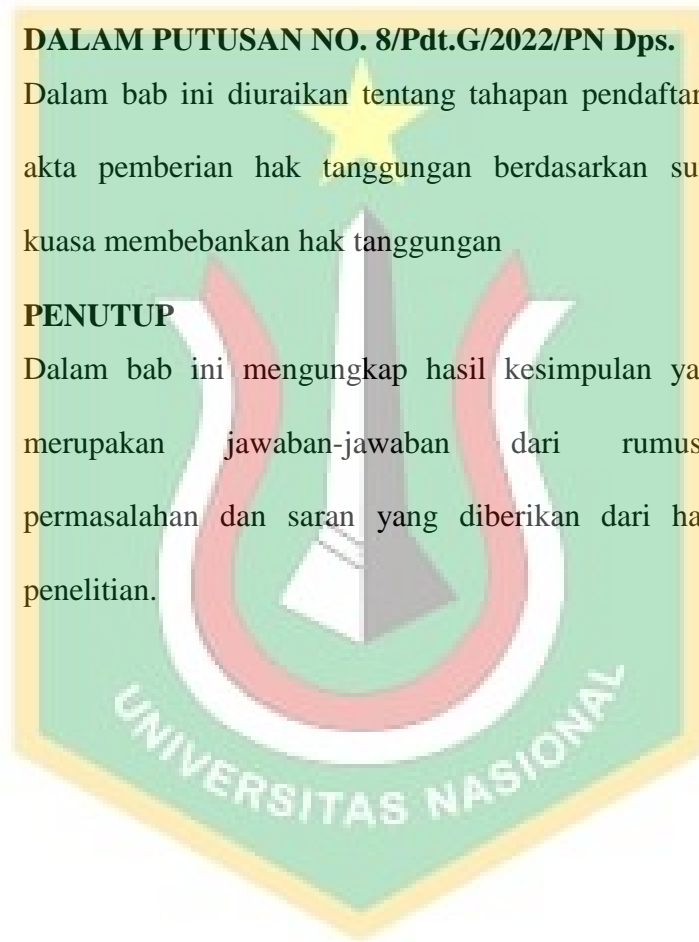 DALAM PUTUSAN NO. 8/Pdt.G/2022/PN Dps.
Dalam bab ini diuraikan tentang tahapan pendaftar
akta pemberian hak tanggungan berdasarkan su
kuasa membebankan hak tanggungan
PENUTUP
Dalam bab ini mengungkap hasil kesimpulan ya
merupakan jawaban-jawaban dari rumus
permasalahan dan saran yang diberikan dari ha
penelitian.
UNIVERSITAS NASIONAL